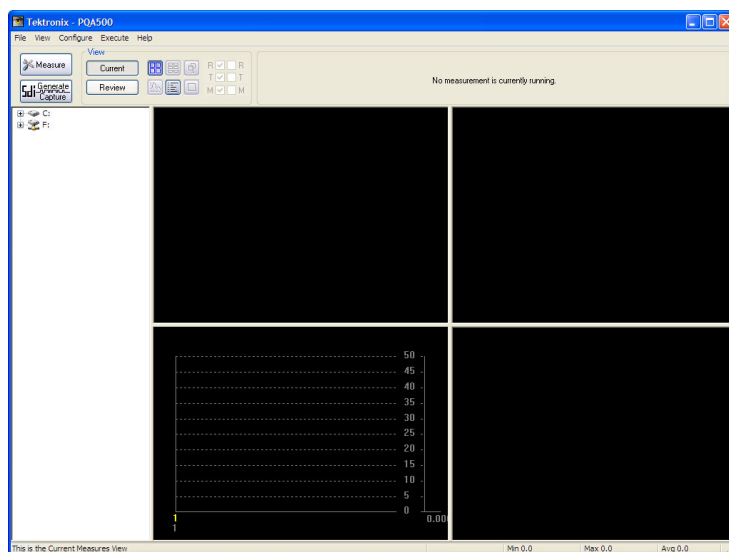 Tektronix - PQA500
File View Configure Execute Help
View
Measure
Current
R R
T T
M M
Sdi Generate
Capture
Review
No measurement is currently running.
C:
F:
50
45
40
35
30
25
20
15
10
5
0
1
1
0.00
This is the Current Measures View
Min 0.0
Max 0.0
Avg 0.0